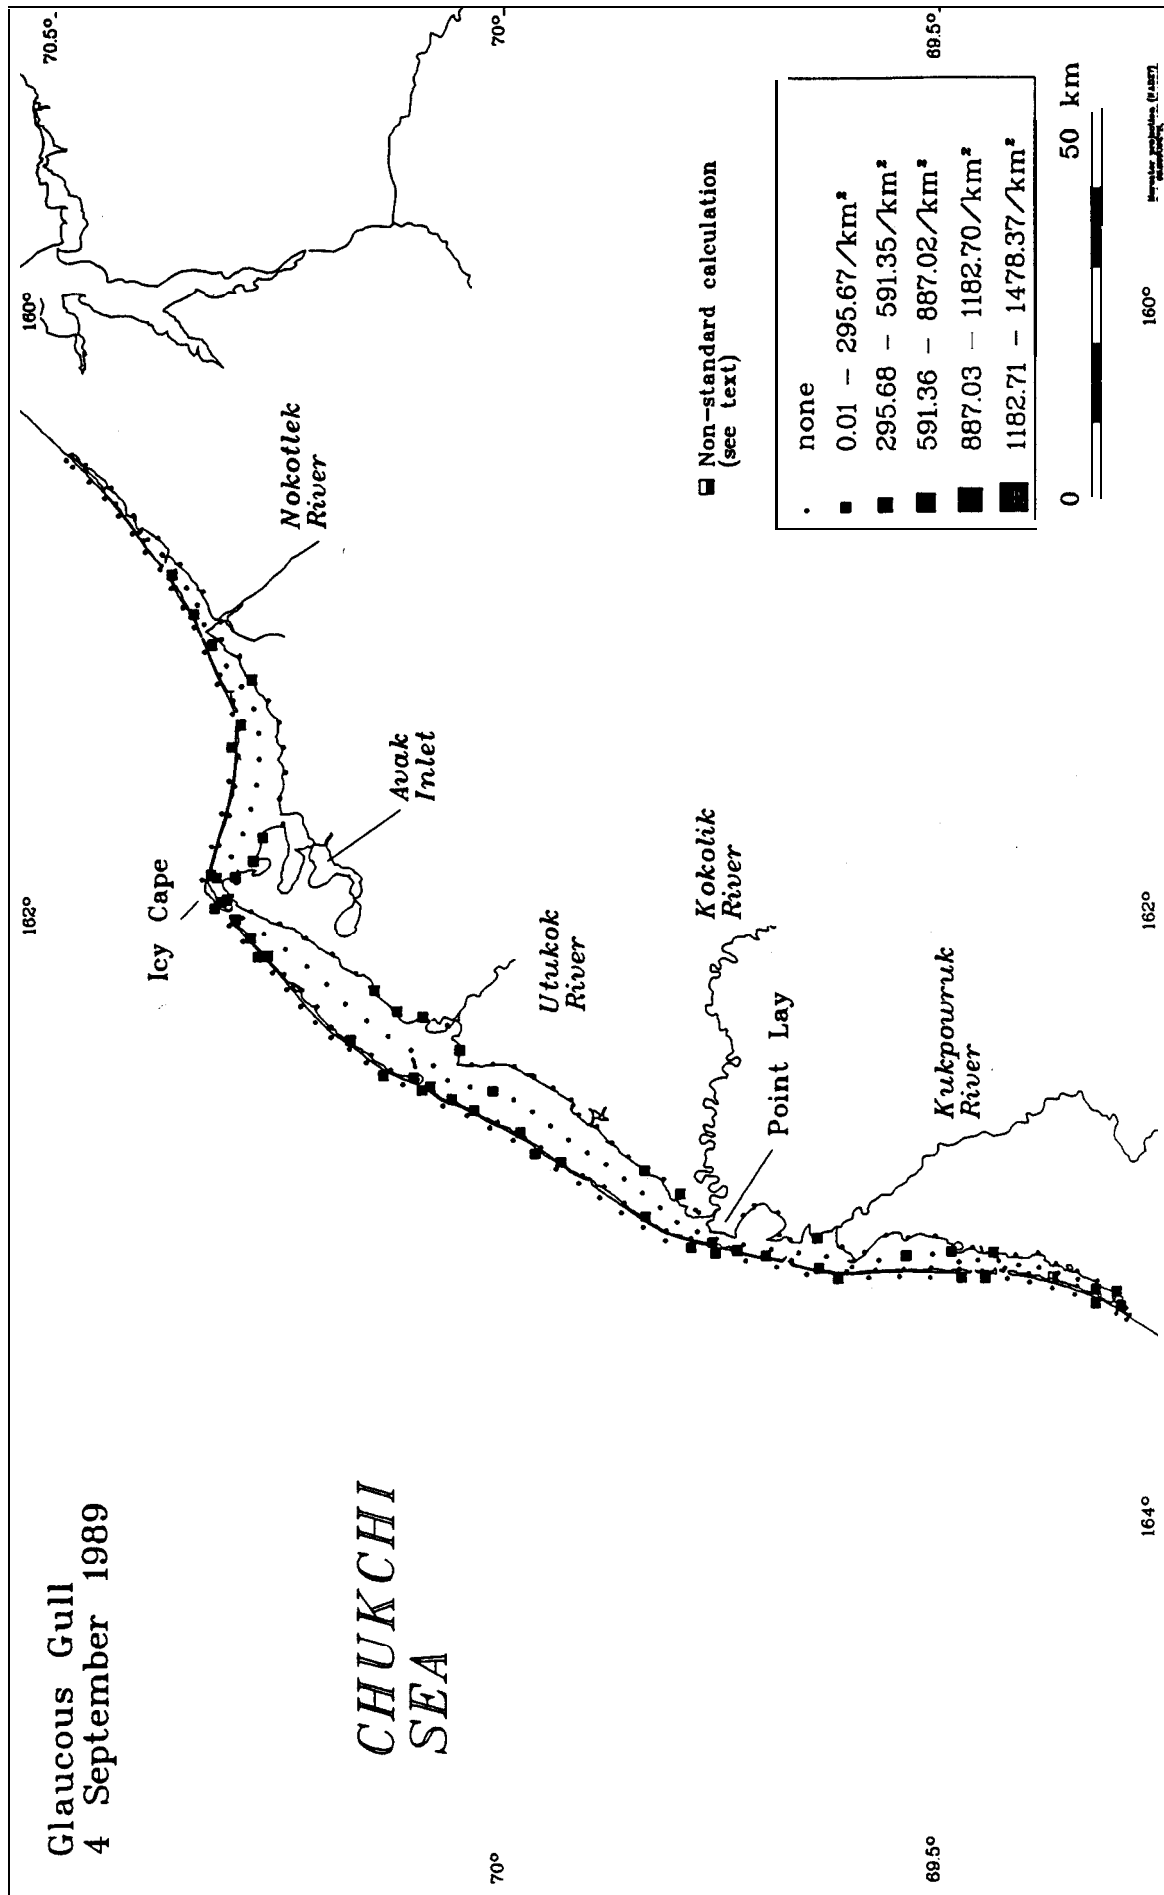 Glaucous Gull
4 September 1989
CHUKCHI
SEA
Icy Cape
Nokotlek
River
Avak
Inlet
Utukok
River
Kokolik
River
Point Lay
Kukpowruk
River
160°
162°
70.5°
70°
69.5°
70°
69.5°
164°
162°
160°
Non-standard calculation
(see text)
none
0.01 - 295.67/km²
295.68 - 591.35/km²
591.36 - 887.02/km²
887.03 - 1182.70/km²
1182.71 - 1478.37/km²
0 50 km
Mercator projection